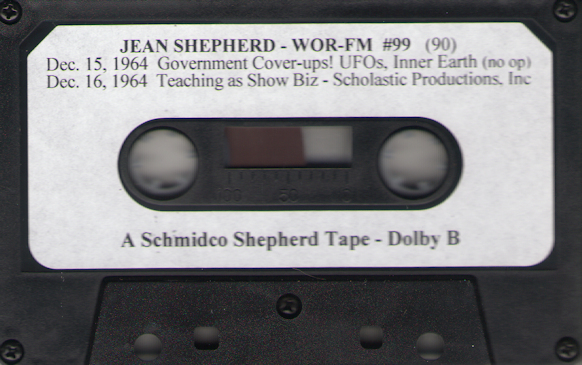 JEAN SHEPHERD - WOR-FM #99 (90)
Dec. 15, 1964 Government Cover-ups! UFOs, Inner Earth (no op)
Dec. 16, 1964 Teaching as Show Biz - Scholastic Productions, Inc
100 50
A Schmidco Shepherd Tape - Dolby B